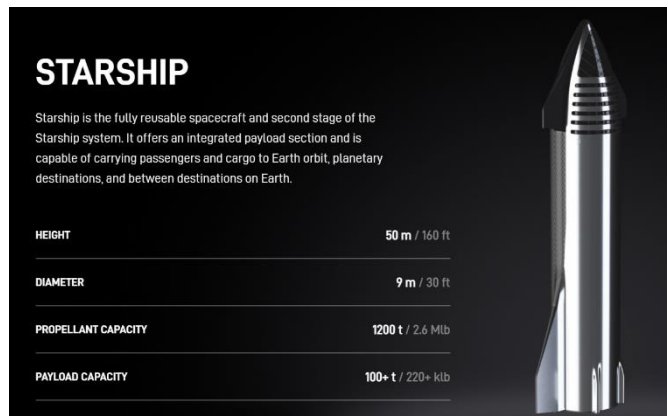 STARSHIP
Starship is the fully reusable spacecraft and second stage of the
Starship system. It offers an integrated payload section and is
capable of carrying passengers and cargo to Earth orbit, planetary
destinations, and between destinations on Earth.
HEIGHT 50 m / 160 ft
DIAMETER 9 m / 30 ft
PROPELLANT CAPACITY 1200 t / 2.6 Mlb
PAYLOAD CAPACITY 100+ t / 220+ klb